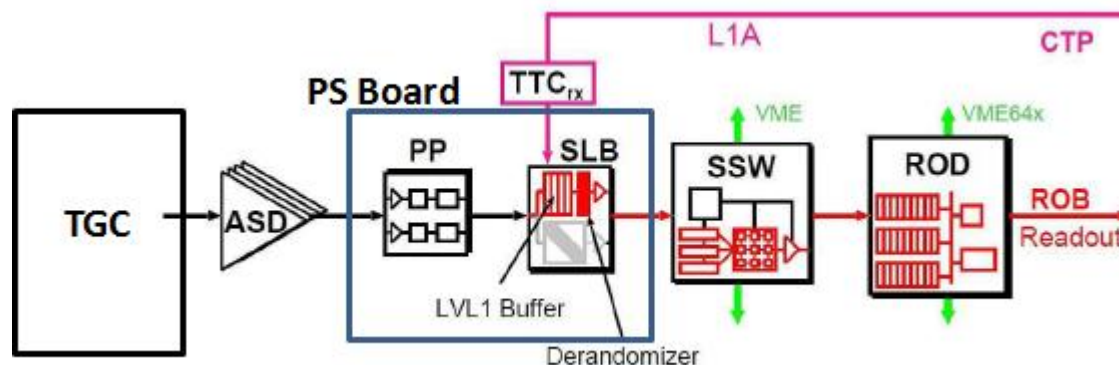 L1A
CTP
TTCrx
PS Board
VME
VME64x
PP
SLB
SSW
ROD
TGC
ASD
ROB
Readout
LVL1 Buffer
Derandomizer